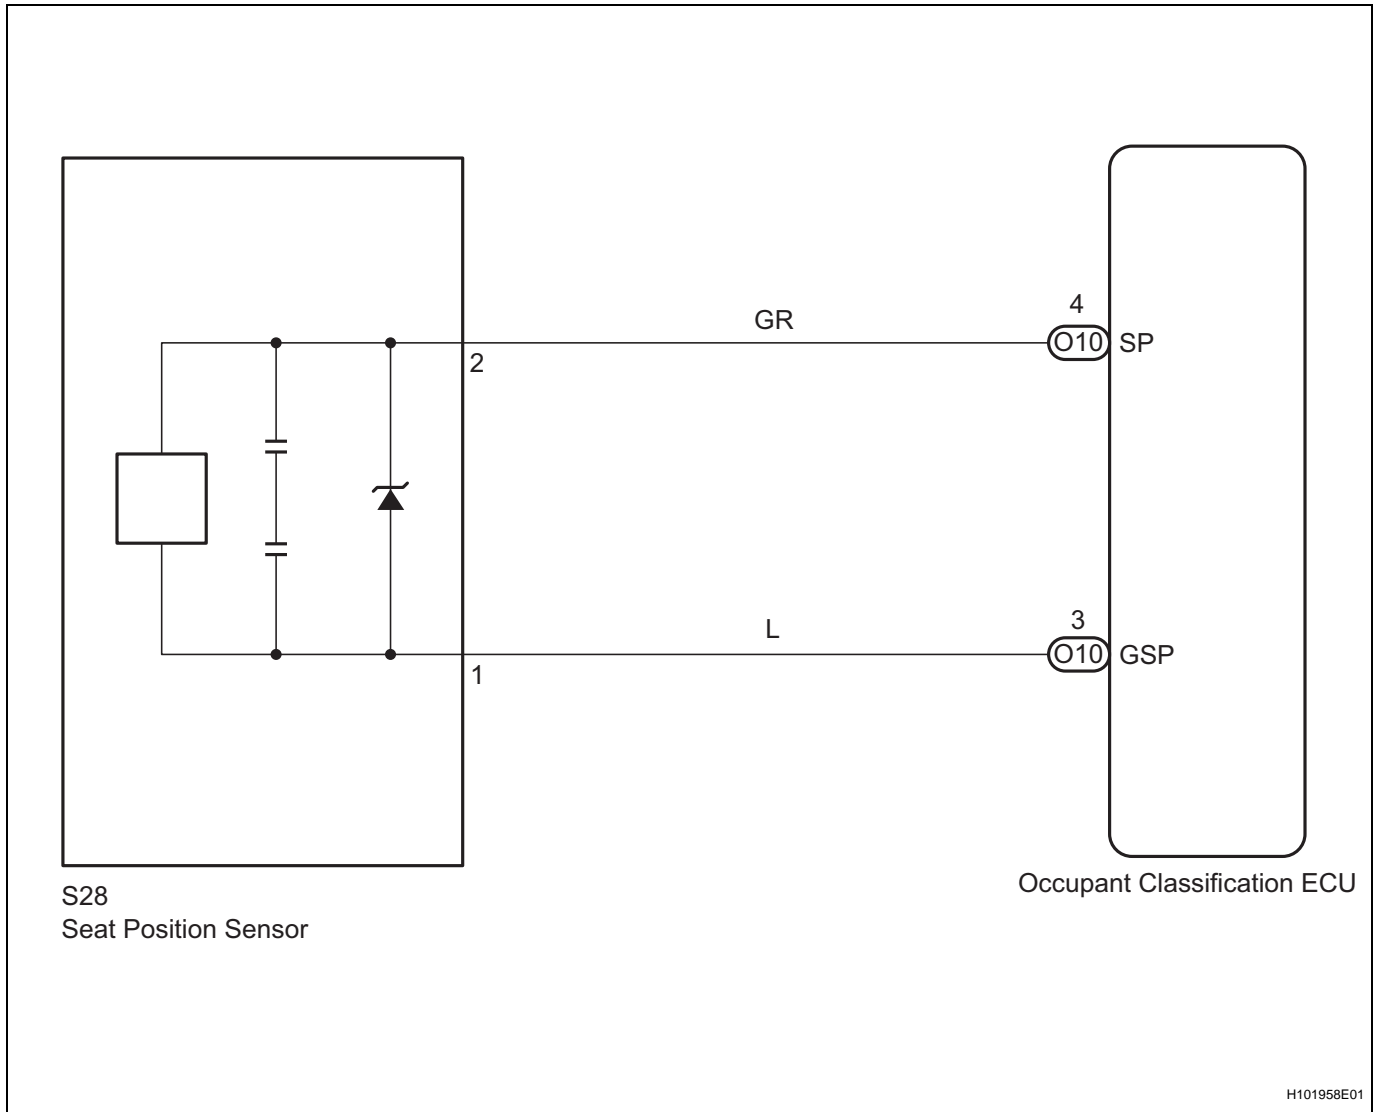 4
GR
O10
SP
2
3
L
O10
GSP
1
Occupant Classification ECU
S28
Seat Position Sensor
H101958E01